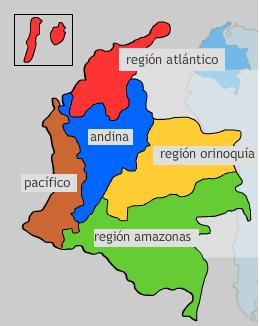 región atlántico
andina
región orinoquía
pacífico
región amazonas